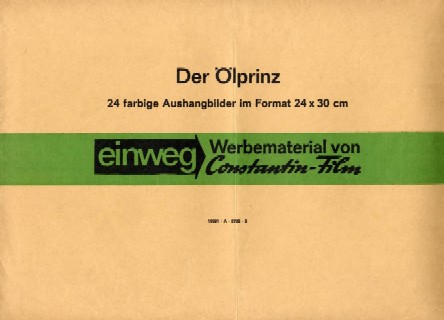 Der Ölprinz
24 farbige Aushangbilder im Format 24 x 30 cm
einweg Werbematerial von
Constantin-Film